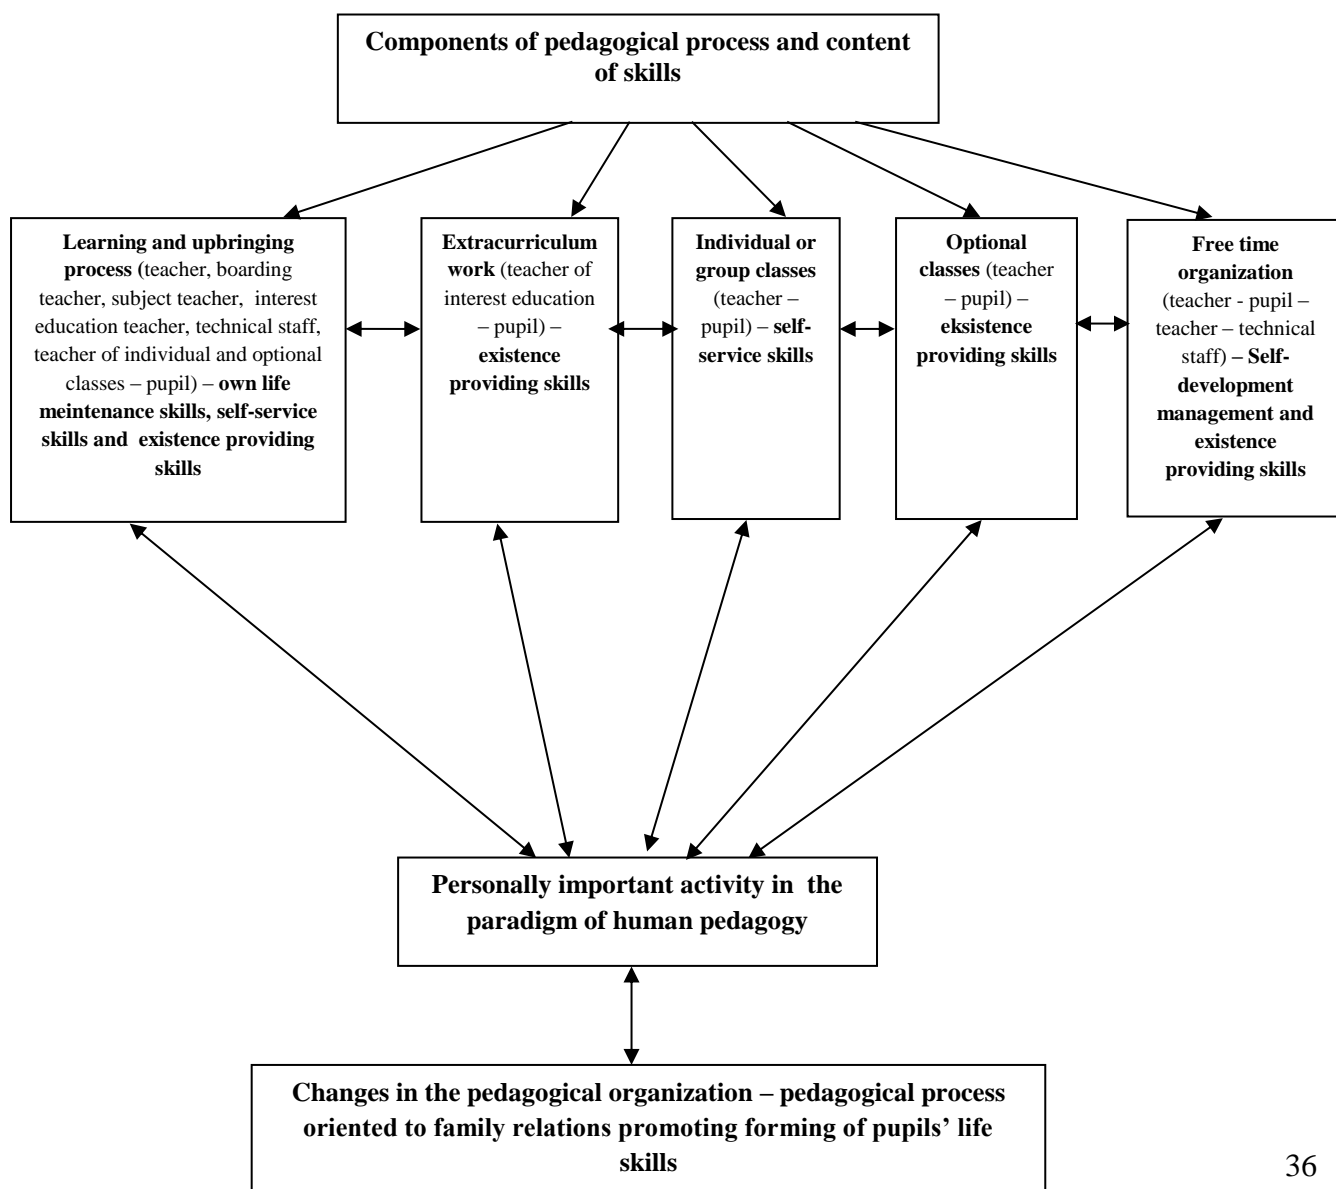 Components of pedagogical process and content
of skills
Learning and upbringing
process (teacher, boarding
teacher, subject teacher, interest
education teacher, technical staff,
teacher of individual and optional
classes – pupil) – own life
meintenance skills, self-service
skills and existence providing
skills
Extracurriculum
work (teacher of
interest education
– pupil) –
existence
providing skills
Individual or
group classes
(teacher –
pupil) – self-
service skills
Optional
classes (teacher
– pupil) –
eksistence
providing skills
Free time
organization
(teacher - pupil –
teacher – technical
staff) – Self-
development
management and
existence
providing skills
Personally important activity in the
paradigm of human pedagogy
Changes in the pedagogical organization – pedagogical process
oriented to family relations promoting forming of pupils’ life
skills
36